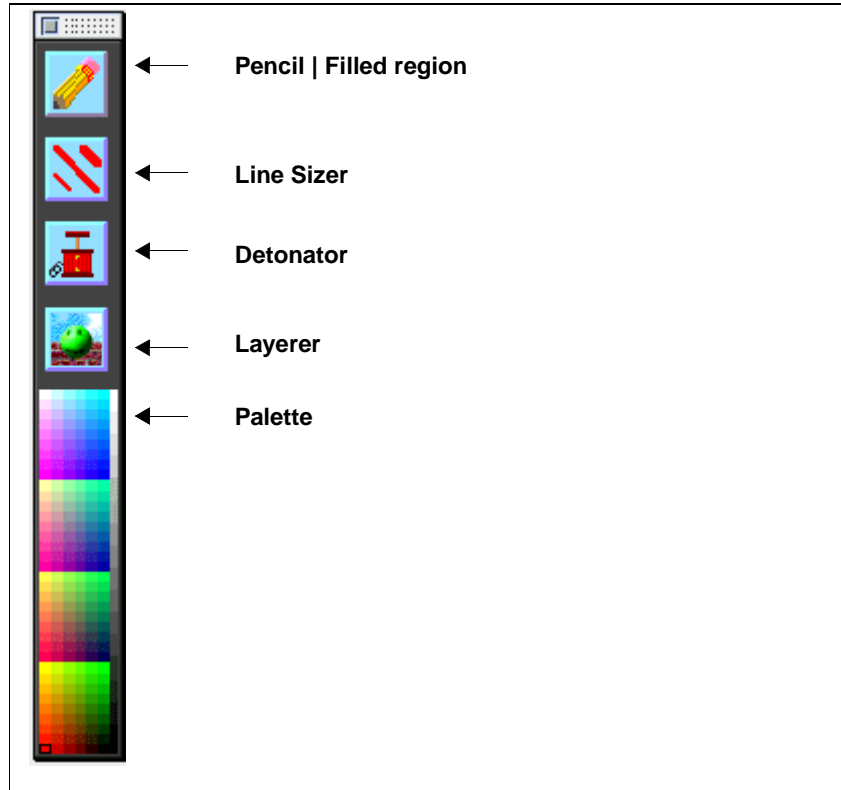 Pencil | Filled region
Line Sizer
Detonator
Layerer
Palette